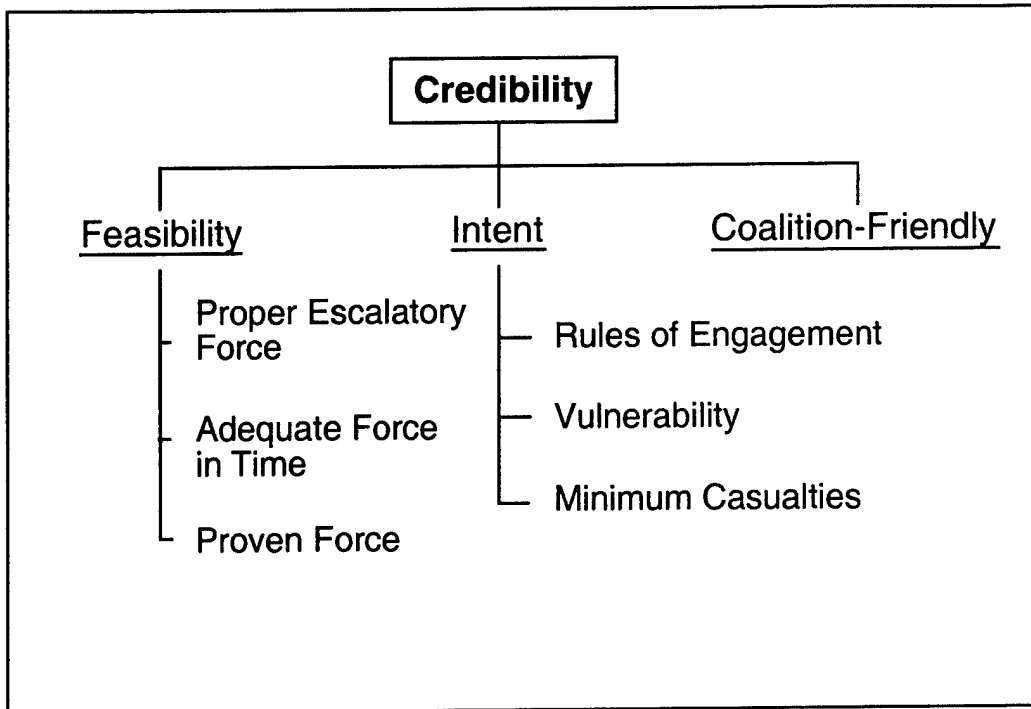 Credibility
Feasibility
Intent
Coalition-Friendly
Proper Escalatory
Force
Adequate Force
in Time
Proven Force
Rules of Engagement
Vulnerability
Minimum Casualties